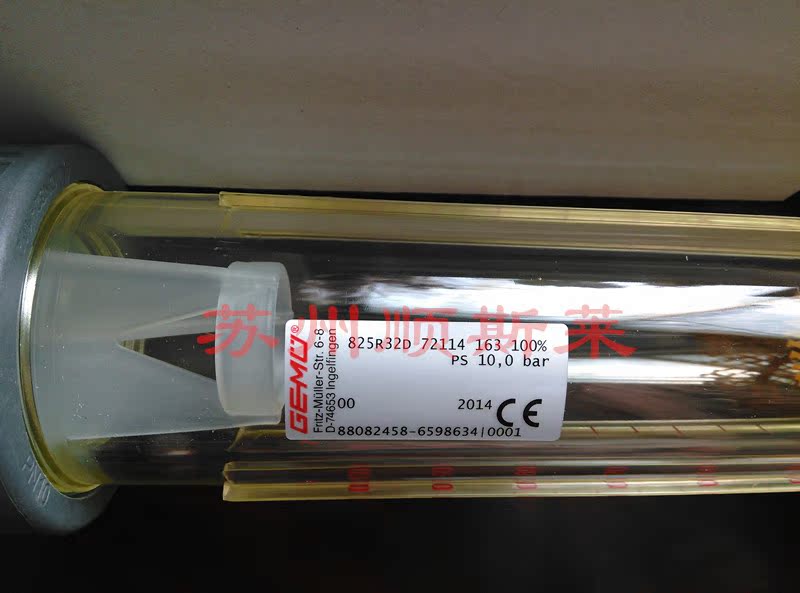 苏州顺斯莱
GEMÜ®
Fritz-Müller-Str. 6-8
D-74653 Ingelfingen
825R32D 72114 163 100%
PS 10,0 bar
00 2014 CE
88082458-6598634|0001